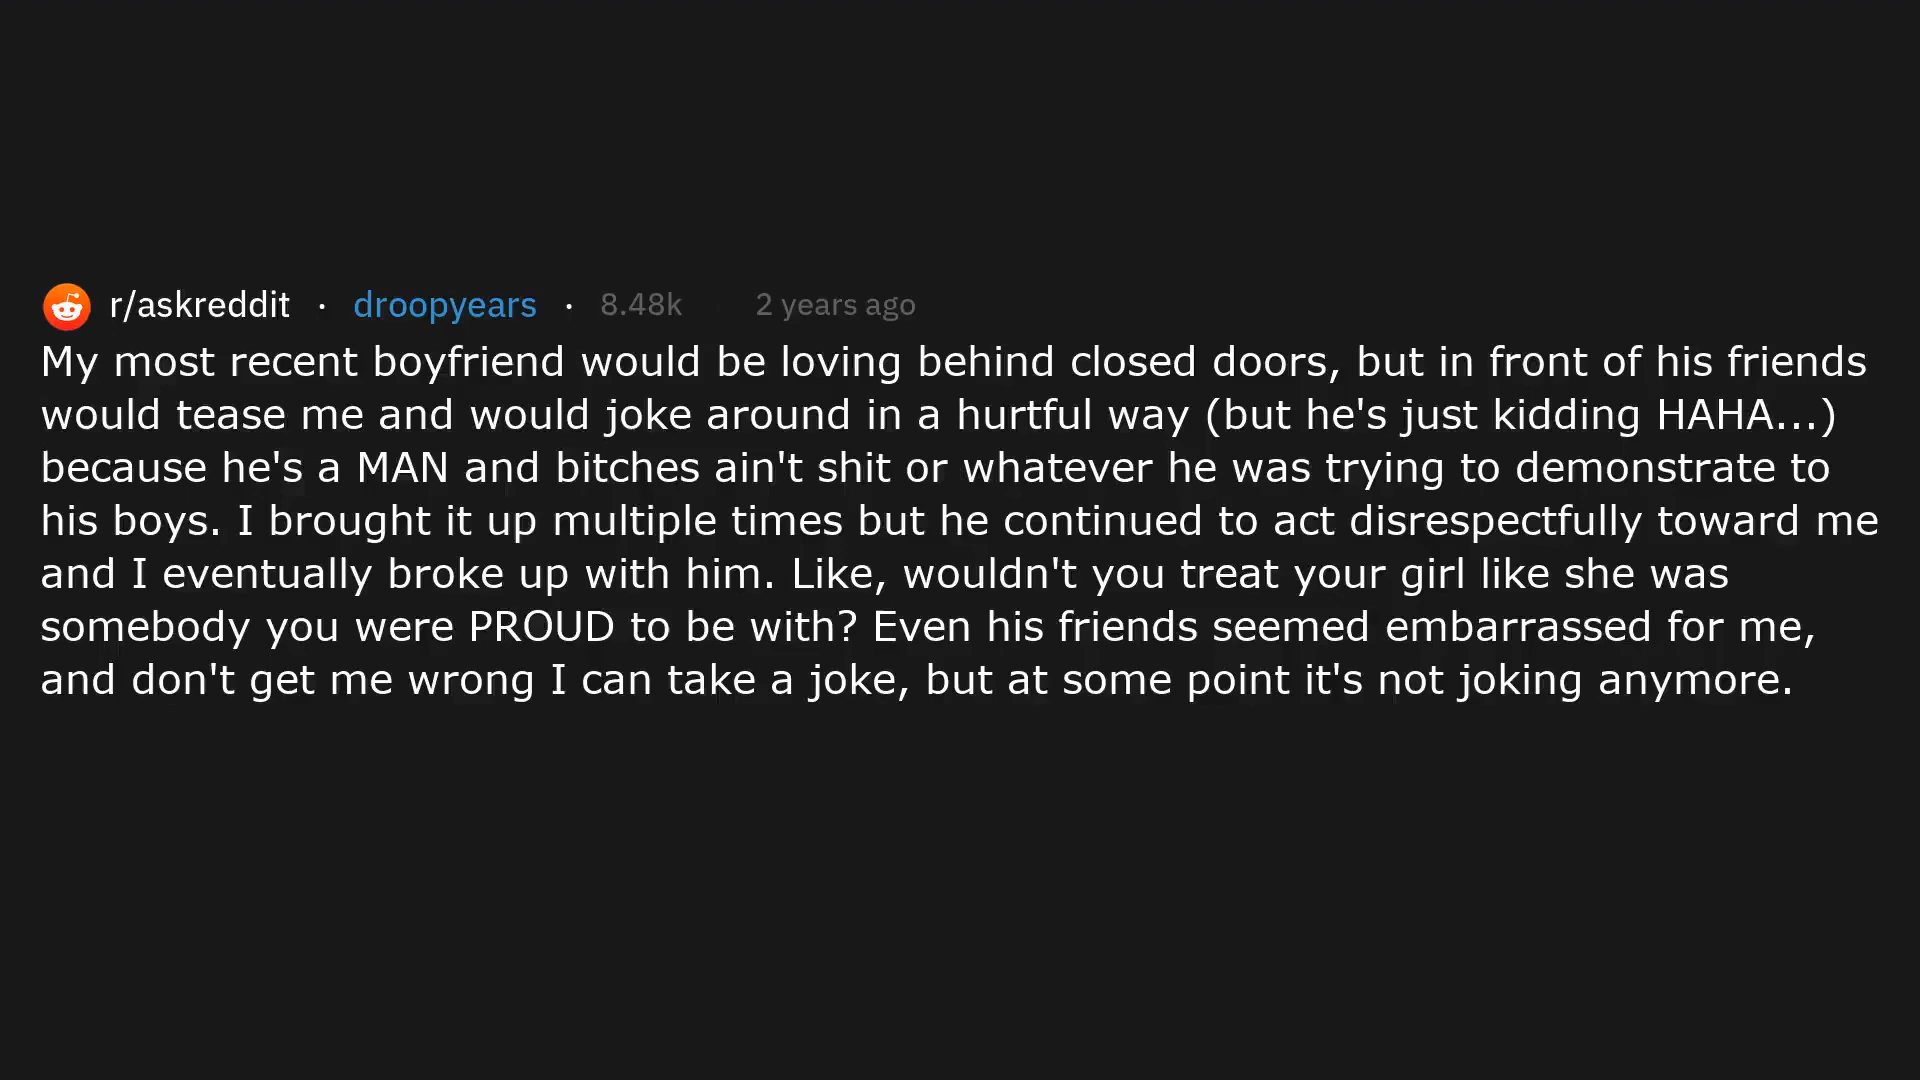 r/askreddit · droopyears · 8.48k 2 years ago
My most recent boyfriend would be loving behind closed doors, but in front of his friends
would tease me and would joke around in a hurtful way (but he's just kidding HAHA...)
because he's a MAN and bitches ain't shit or whatever he was trying to demonstrate to
his boys. I brought it up multiple times but he continued to act disrespectfully toward me
and I eventually broke up with him. Like, wouldn't you treat your girl like she was
somebody you were PROUD to be with? Even his friends seemed embarrassed for me,
and don't get me wrong I can take a joke, but at some point it's not joking anymore.